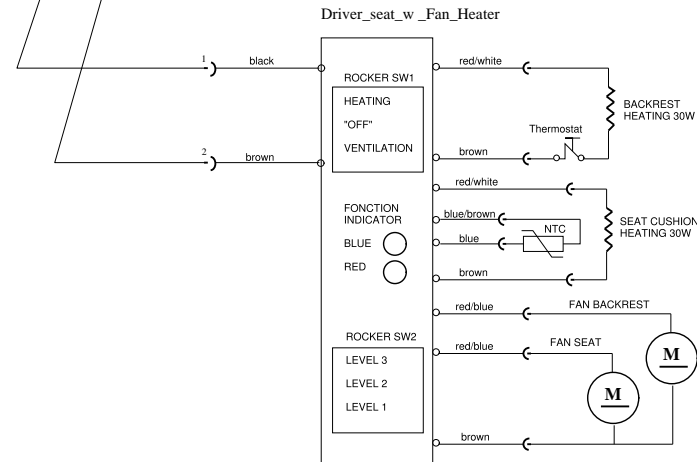 Driver_seat_w _Fan_Heater
1
black
red/white
ROCKER SW1
HEATING
"OFF"
VENTILATION
BACKREST
HEATING 30W
Thermostat
2
brown
brown
red/white
FONCTION
INDICATOR
BLUE
RED
blue/brown
NTC
blue
SEAT CUSHION
HEATING 30W
brown
red/blue
FAN BACKREST
ROCKER SW2
LEVEL 3
LEVEL 2
LEVEL 1
red/blue
FAN SEAT
M
M
brown